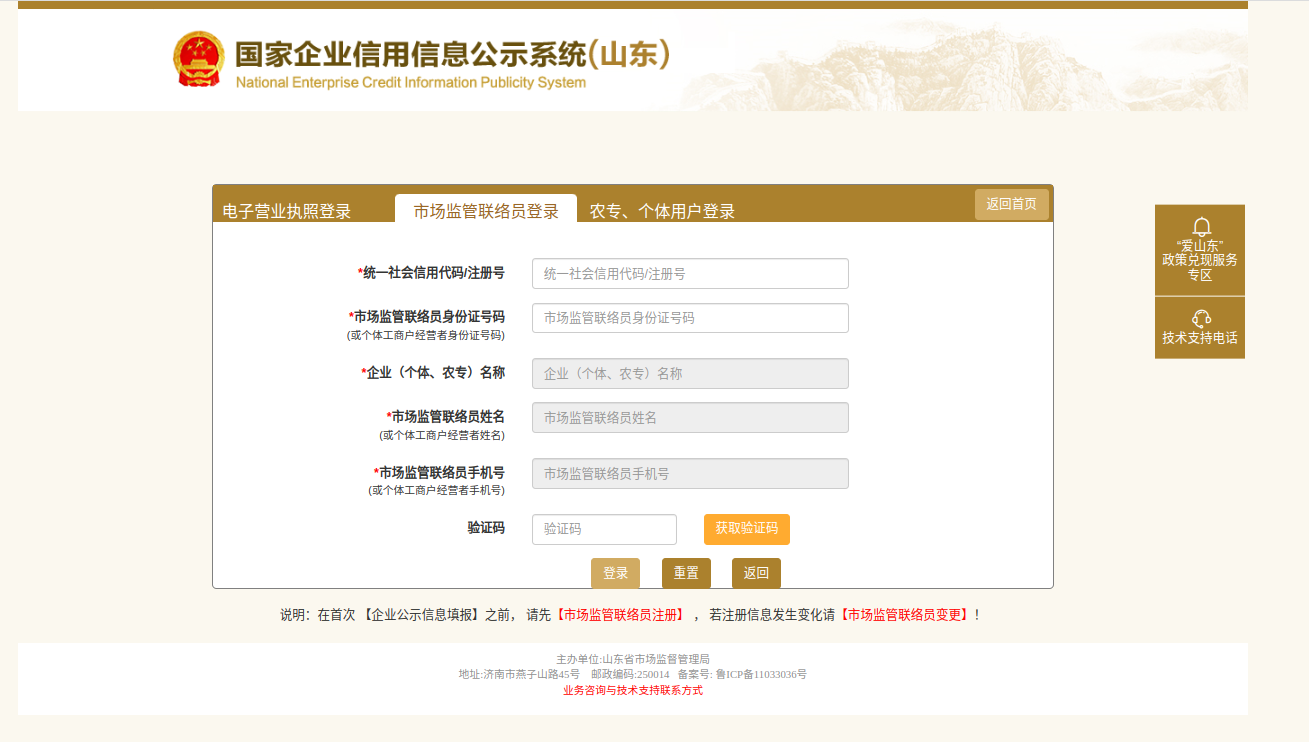 国家企业信用信息公示系统(山东)
National Enterprise Credit Information Publicity System
电子营业执照登录
市场监管联络员登录
农专、个体用户登录
返回首页
*统一社会信用代码/注册号
统一社会信用代码/注册号
*市场监管联络员身份证号码
(或个体工商户经营者身份证号码)
市场监管联络员身份证号码
*企业（个体、农专）名称
企业（个体、农专）名称
*市场监管联络员姓名
(或个体工商户经营者姓名)
市场监管联络员姓名
*市场监管联络员手机号
(或个体工商户经营者手机号)
市场监管联络员手机号
验证码
验证码
获取验证码
登录
重置
返回
说明：在首次 【企业公示信息填报】之前， 请先【市场监管联络员注册】 ， 若注册信息发生变化请【市场监管联络员变更】！
“爱山东”
政策兑现服务
专区
技术支持电话
主办单位:山东省市场监督管理局
地址:济南市燕子山路45号 邮政编码:250014 备案号: 鲁ICP备11033036号
业务咨询与技术支持联系方式